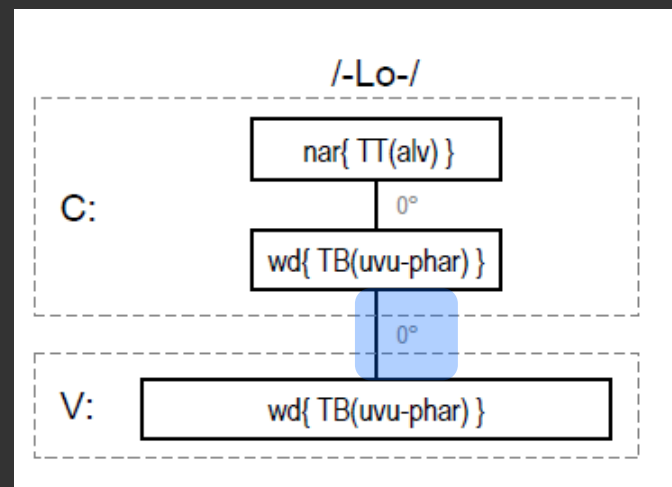 /-Lo-/
nar{ TT(alv) }
C:
0°
wd{ TB(uvu-phar) }
0°
V:
wd{ TB(uvu-phar) }